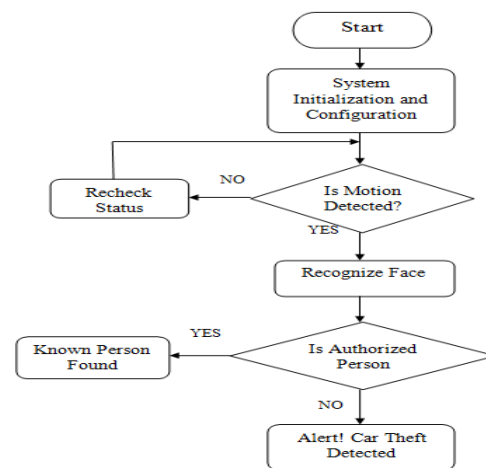 Start
System
Initialization and
Configuration
NO
Is Motion
Detected?
Recheck
Status
YES
Recognize Face
YES
Is Authorized
Person
Known Person
Found
NO
Alert! Car Theft
Detected